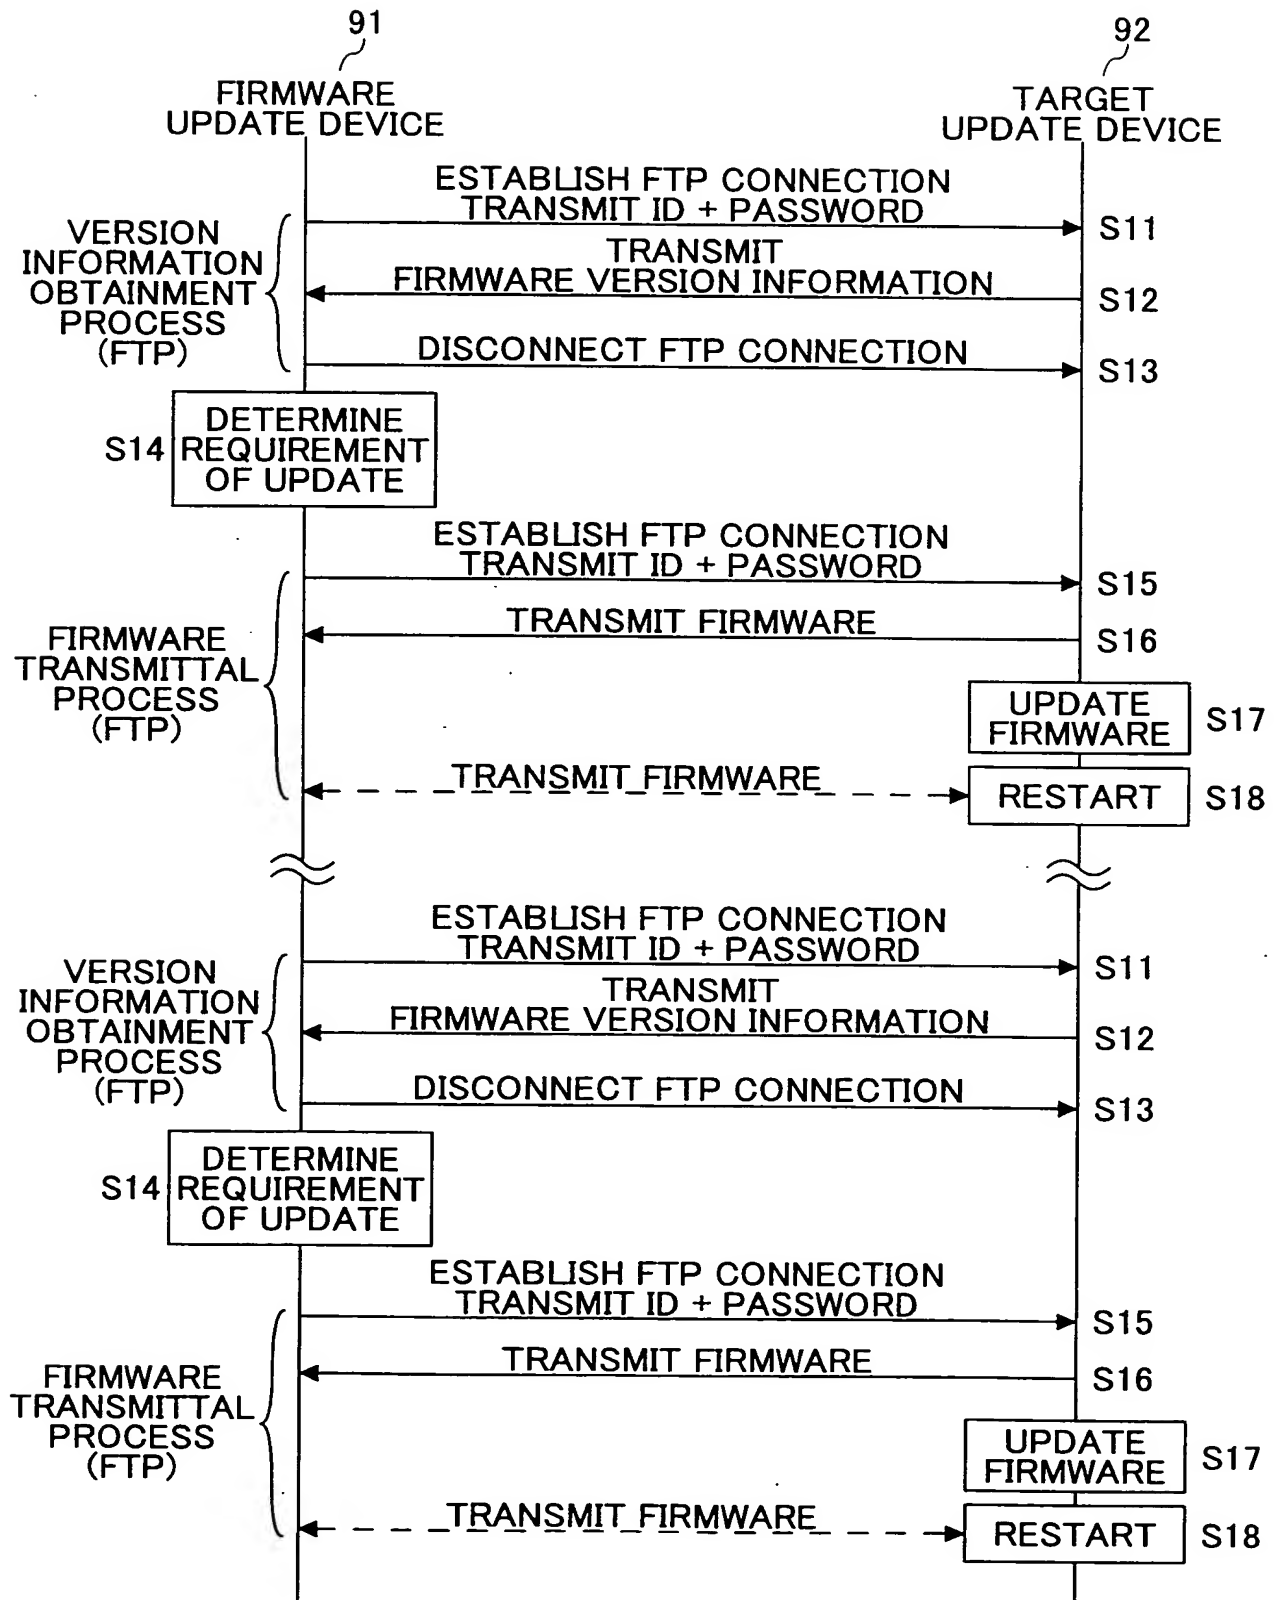 91
92
FIRMWARE
UPDATE DEVICE
TARGET
UPDATE DEVICE
ESTABLISH FTP CONNECTION
TRANSMIT ID + PASSWORD
S11
VERSION
INFORMATION
OBTAINMENT
PROCESS
(FTP)
TRANSMIT
FIRMWARE VERSION INFORMATION
S12
DISCONNECT FTP CONNECTION
S13
S14
DETERMINE
REQUIREMENT
OF UPDATE
ESTABLISH FTP CONNECTION
TRANSMIT ID + PASSWORD
S15
FIRMWARE
TRANSMITTAL
PROCESS
(FTP)
TRANSMIT FIRMWARE
S16
UPDATE
FIRMWARE
S17
TRANSMIT FIRMWARE
RESTART
S18
ESTABLISH FTP CONNECTION
TRANSMIT ID + PASSWORD
S11
VERSION
INFORMATION
OBTAINMENT
PROCESS
(FTP)
TRANSMIT
FIRMWARE VERSION INFORMATION
S12
DISCONNECT FTP CONNECTION
S13
S14
DETERMINE
REQUIREMENT
OF UPDATE
ESTABLISH FTP CONNECTION
TRANSMIT ID + PASSWORD
S15
FIRMWARE
TRANSMITTAL
PROCESS
(FTP)
TRANSMIT FIRMWARE
S16
UPDATE
FIRMWARE
S17
TRANSMIT FIRMWARE
RESTART
S18